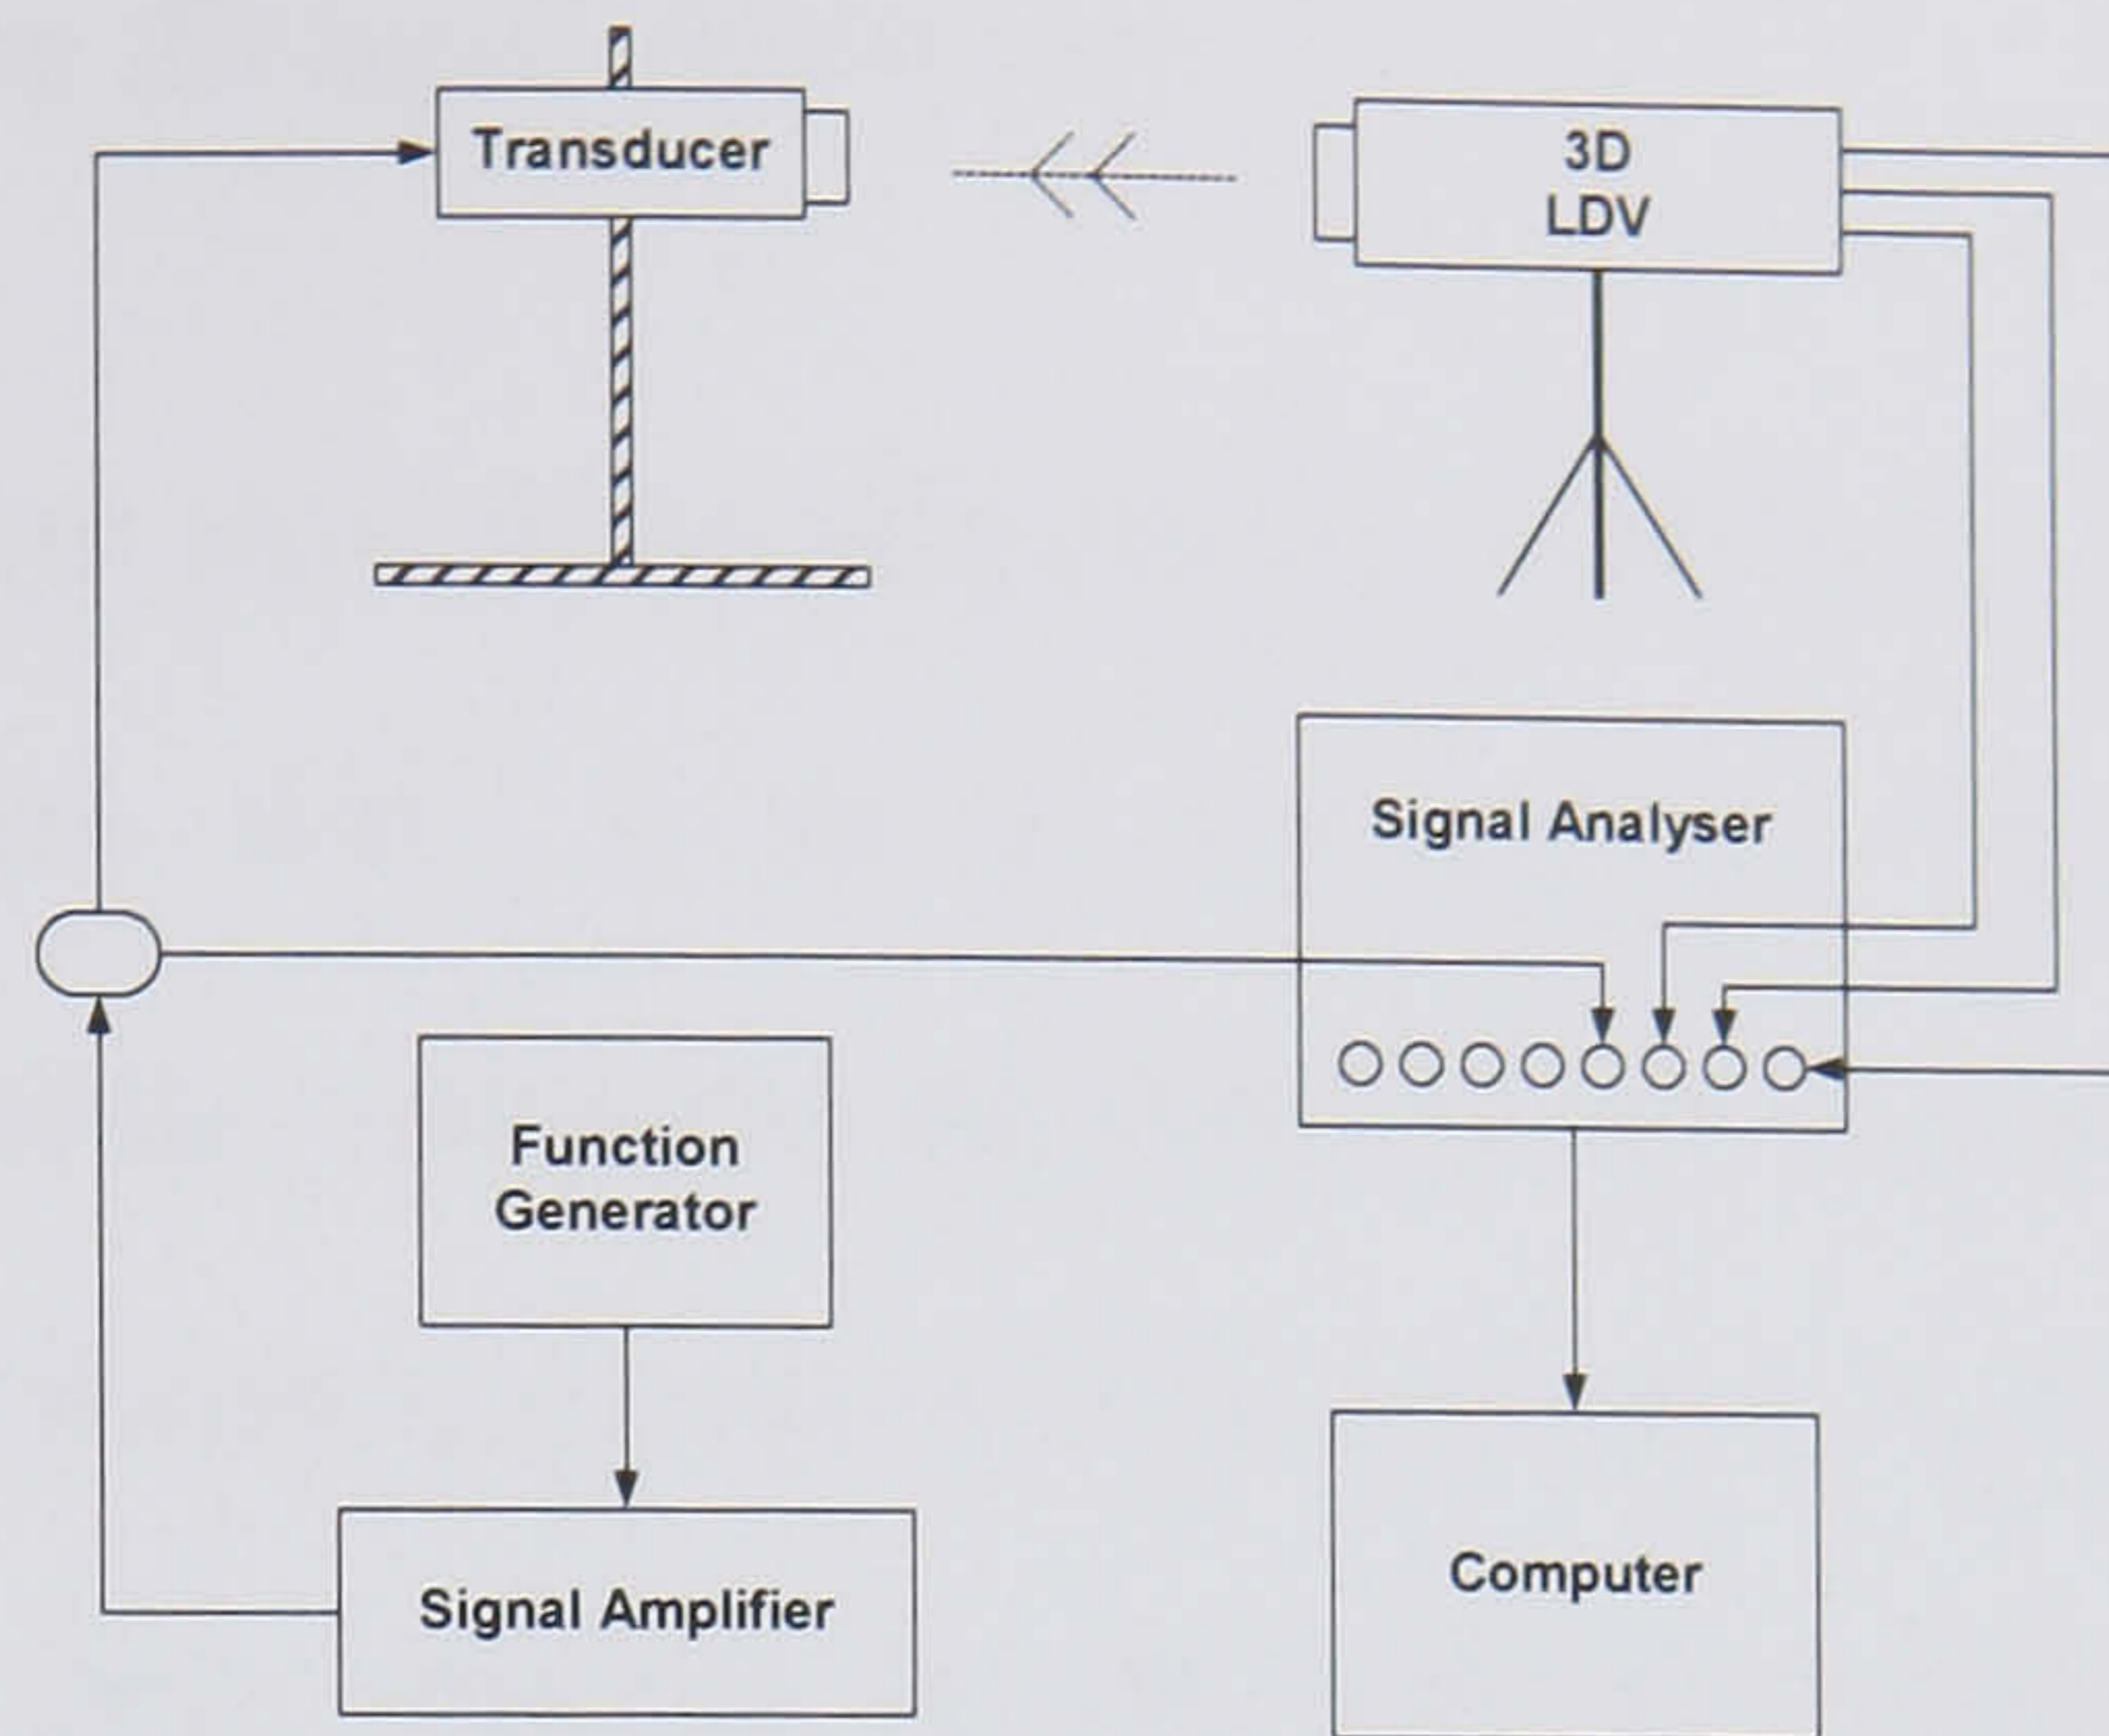 Transducer
3D
LDV
Signal Analyser
Function
Generator
Signal Amplifier
Computer